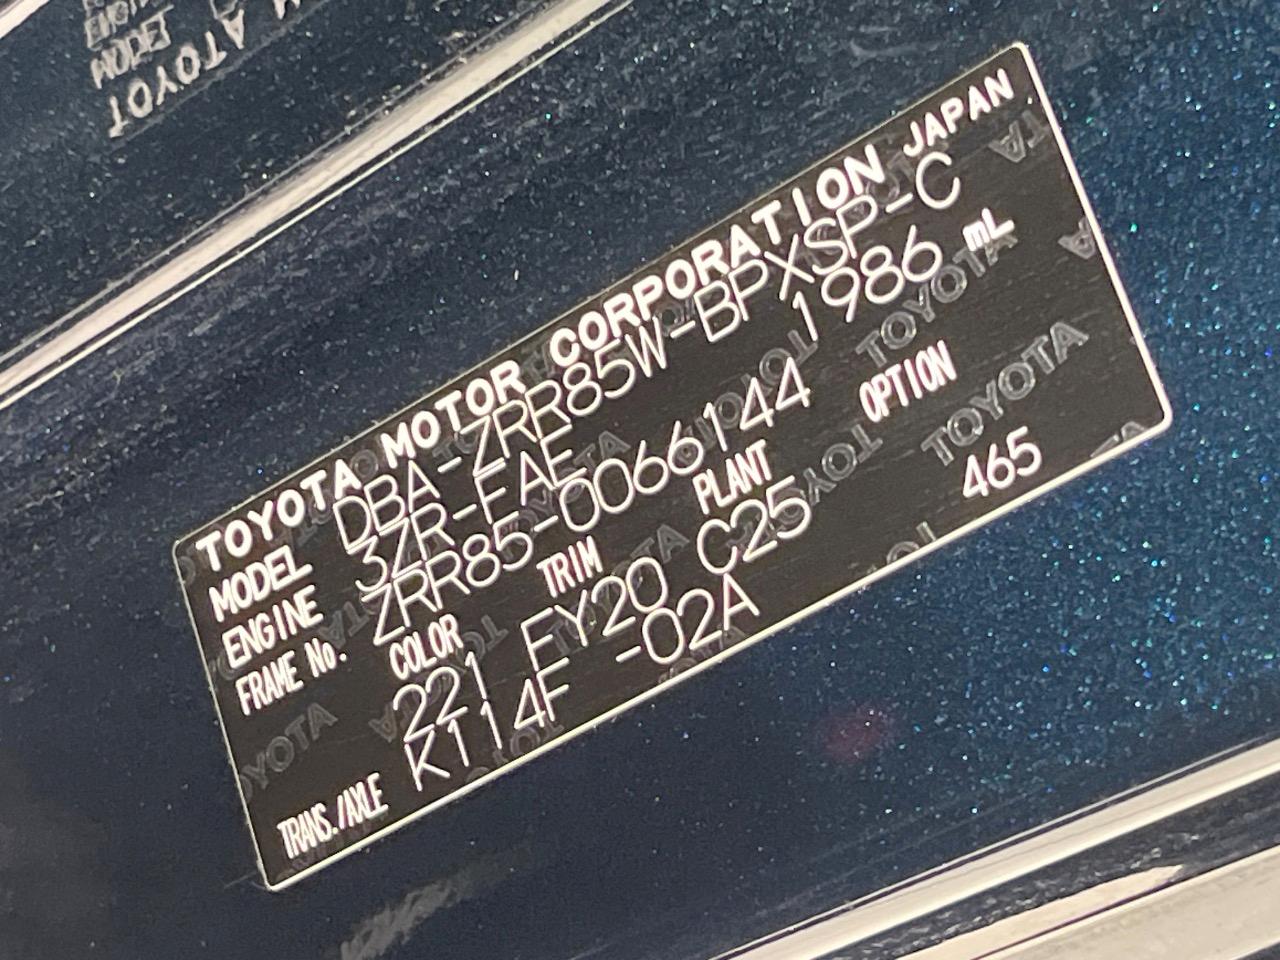 TOYOTA MOTOR CORPORATION JAPAN
MODEL DBA-ZRR85W-BPXSP-C
ENGINE 3ZR-FAE 1986 mL
FRAME No. ZRR85-0066144
COLOR TRIM PLANT OPTION
221 FY20 C25 465
TRANS./AXLE K114F -02A